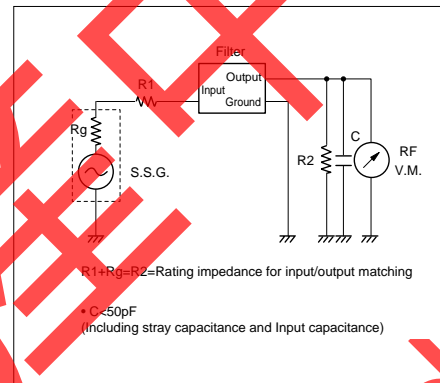 Filter
R1
Output
Input
Ground
Rg
S.S.G.
R2
C
RF
V.M.
R1+Rg=R2=Rating impedance for input/output matching
• C<50pF
(Including stray capacitance and Input capacitance)